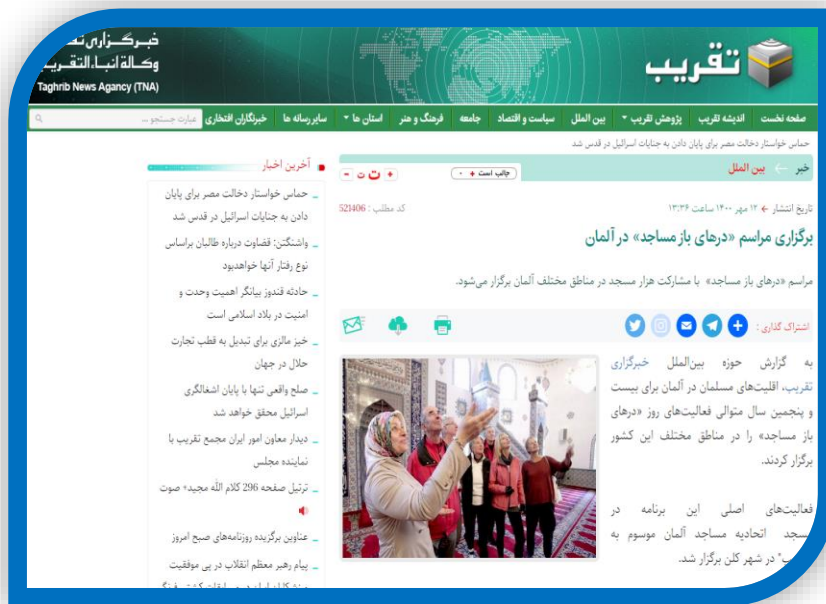 خبرگزاری
وكالة أنباء التقريب
Taghrib News Agancy (TNA)
تقریب
صفحه نخست اندیشه تقریب پژوهش تقریب بین الملل سیاست و اقتصاد جامعه فرهنگ و هنر استان ها سایر رسانه ها خبرنگاران افتخاری عبارت جستجو ...
حماس خواستار دخالت مصر برای پایان دادن به جنایات اسرائیل در قدس شد
خبر ← بین الملل
جالب است + ۰
+ ت ت -
تاریخ انتشار ← ۱۲ مهر ۱۴۰۰ ساعت ۱۳:۳۶
کد مطلب : 521406
برگزاری مراسم «درهای باز مساجد» در آلمان
مراسم «درهای باز مساجد» با مشارکت هزار مسجد در مناطق مختلف آلمان برگزار می‌شود.
اشتراک گذاری :
به گزارش حوزه بین‌الملل خبرگزاری
تقریب، اقلیت‌های مسلمان در آلمان برای بیست
و پنجمین سال متوالی فعالیت‌های روز «درهای
باز مساجد» را در مناطق مختلف این کشور
برگزار کردند.
فعالیت‌های اصلی این برنامه در
مسجد اتحادیه مساجد آلمان موسوم به
در شهر کلن برگزار شد.
آخرین اخبار
_ حماس خواستار دخالت مصر برای پایان
دادن به جنایات اسرائیل در قدس شد
_ واشنگتن: قضاوت درباره طالبان براساس
نوع رفتار آنها خواهدبود
_ حادثه قندوز بیانگر اهمیت وحدت و
امنیت در بلاد اسلامی است
_ خیز مالزی برای تبدیل به قطب تجارت
حلال در جهان
_ صلح واقعی تنها با پایان اشغالگری
اسرائیل محقق خواهد شد
_ دیدار معاون امور ایران مجمع تقریب با
نماینده مجلس
_ ترتیل صفحه 296 کلام الله مجید+ صوت
_ عناوین برگزیده روزنامه‌های صبح امروز
_ پیام رهبر معظم انقلاب در پی موفقیت